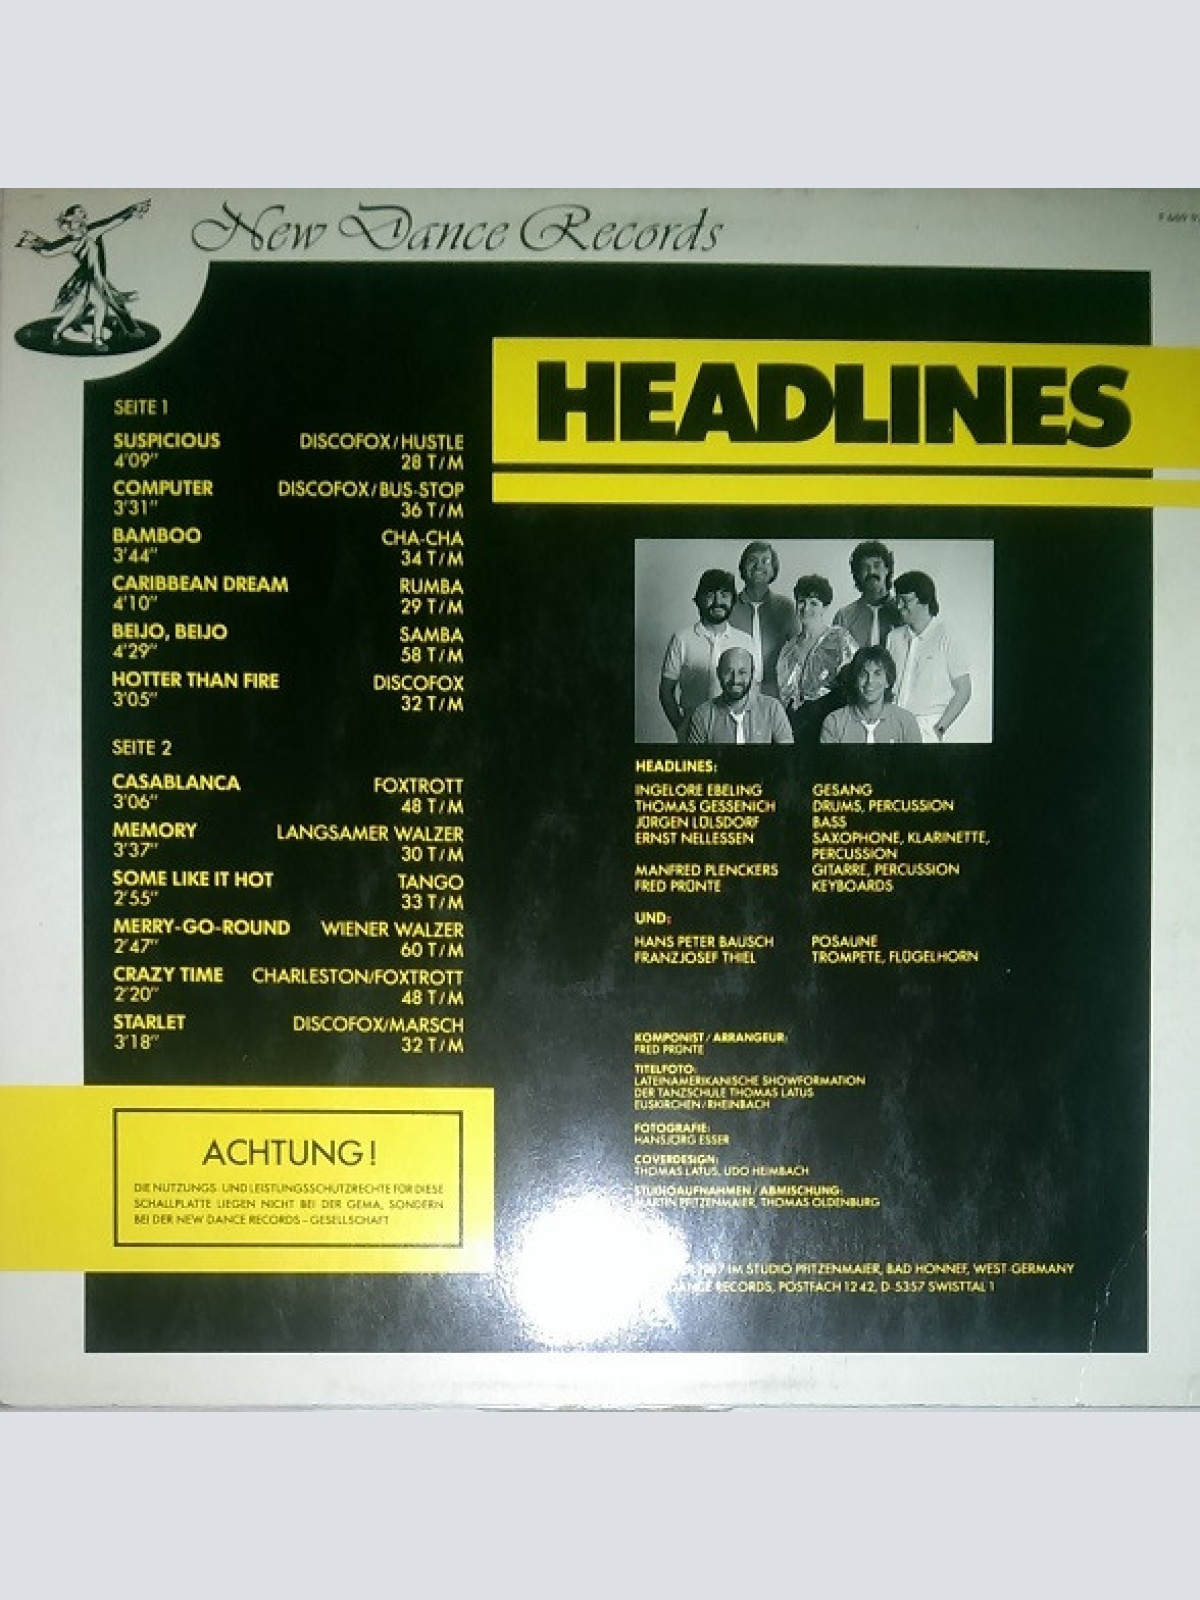 New Dance Records
HEADLINES
SEITE 1
SUSPICIOUS DISCOFOX/HUSTLE
4'09" 28 T/M
COMPUTER DISCOFOX/BUS-STOP
3'31" 36 T/M
BAMBOO CHA-CHA
3'44" 34 T/M
CARIBBEAN DREAM RUMBA
4'10" 29 T/M
BEIJO, BEIJO SAMBA
4'29" 58 T/M
HOTTER THAN FIRE DISCOFOX
3'05" 32 T/M
SEITE 2
CASABLANCA FOXTROTT
3'06" 48 T/M
MEMORY LANGSAMER WALZER
3'37" 30 T/M
SOME LIKE IT HOT TANGO
2'55" 33 T/M
MERRY-GO-ROUND WIENER WALZER
2'47" 60 T/M
CRAZY TIME CHARLESTON/FOXTROTT
2'20" 48 T/M
STARLET DISCOFOX/MARSCH
3'18" 32 T/M
ACHTUNG!
DIE NUTZUNGS- UND LEISTUNGSSCHUTZRECHTE FÜR DIESE
SCHALLPLATTE LIEGEN NICHT BEI DER GEMA, SONDERN
BEI DER NEW DANCE RECORDS - GESELLSCHAFT
HEADLINES:
INGELORE EBELING GESANG
THOMAS GESSENICH DRUMS, PERCUSSION
JÜRGEN LÜLSDORF BASS
ERNST NELLESSEN SAXOPHONE, KLARINETTE,
PERCUSSION
MANFRED PLENCKERS GITARRE, PERCUSSION
FRED PRÜNTE KEYBOARDS
UND:
HANS PETER BAUSCH POSAUNE
FRANZJOSEF THIEL TROMPETE, FLÜGELHORN
KOMPONIST / ARRANGEUR:
FRED PRÜNTE
TITELFOTO:
LATEINAMERIKANISCHE SHOWFORMATION
DER TANZSCHULE THOMAS LATUS
EUSKIRCHEN/RHEINBACH
FOTOGRAFIE:
HANSJÖRG ESSER
COVERDESIGN:
THOMAS LATUS, UDO HEIMBACH
STUDIOAUFNAHMEN / ABMISCHUNG:
MARTIN PFITZENMAIER, THOMAS OLDENBURG
IM STUDIO PFITZENMAIER, BAD HONNEF, WEST-GERMANY
DANCE RECORDS, POSTFACH 12 42, D-5357 SWISTTAL 1